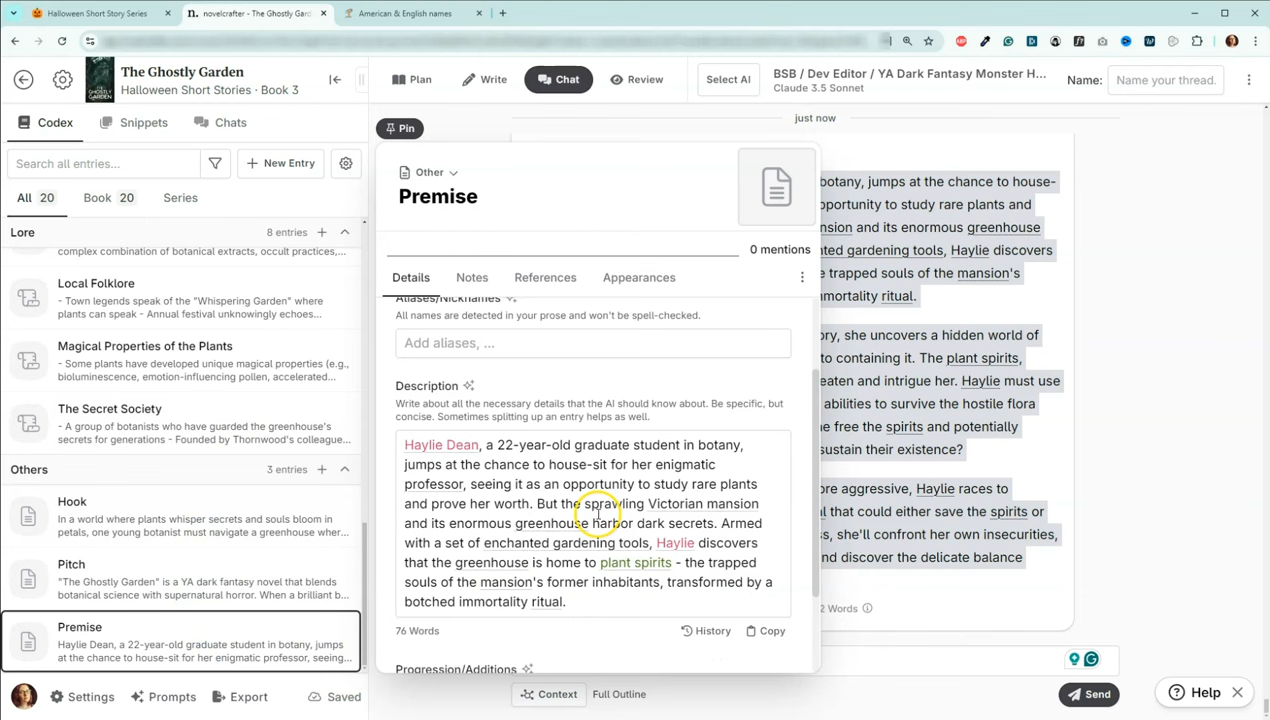 Halloween Short Story Series
n. novelcrafter - The Ghostly Gard
American & English names
The Ghostly Garden
Halloween Short Stories · Book 3
Plan
Write
Chat
Review
Select AI
BSB / Dev Editor / YA Dark Fantasy Monster H...
Claude 3.5 Sonnet
Name:
Name your thread.
Codex
Snippets
Chats
Search all entries...
+ New Entry
All 20
Book 20
Series
Lore
8 entries
complex combination of botanical extracts, occult practices,...
Local Folklore
- Town legends speak of the "Whispering Garden" where
plants can speak - Annual festival unknowingly echoes...
Magical Properties of the Plants
- Some plants have developed unique magical properties (e.g.,
bioluminescence, emotion-influencing pollen, accelerated...
The Secret Society
- A group of botanists who have guarded the greenhouse's
secrets for generations - Founded by Thornwood's colleague...
Others
3 entries
Hook
In a world where plants whisper secrets and souls bloom in
petals, one young botanist must navigate a greenhouse wher...
Pitch
"The Ghostly Garden" is a YA dark fantasy novel that blends
botanical science with supernatural horror. When a brilliant b...
Premise
Haylie Dean, a 22-year-old graduate student in botany, jumps
at the chance to house-sit for her enigmatic professor, seeing...
Settings
Prompts
Export
Saved
Pin
Other
Premise
0 mentions
Details
Notes
References
Appearances
Aliases/Nicknames
All names are detected in your prose and won't be spell-checked.
Add aliases, ...
Description
Write about all the necessary details that the AI should know about. Be specific, but
concise. Sometimes splitting up an entry helps as well.
Haylie Dean, a 22-year-old graduate student in botany,
jumps at the chance to house-sit for her enigmatic
professor, seeing it as an opportunity to study rare plants
and prove her worth. But the sprawling Victorian mansion
and its enormous greenhouse harbor dark secrets. Armed
with a set of enchanted gardening tools, Haylie discovers
that the greenhouse is home to plant spirits - the trapped
souls of the mansion's former inhabitants, transformed by a
botched immortality ritual.
76 Words
History
Copy
Progression/Additions
just now
botany, jumps at the chance to house-
portunity to study rare plants and
nsion and its enormous greenhouse
nted gardening tools, Haylie discovers
e trapped souls of the mansion's
mmortality ritual.
ory, she uncovers a hidden world of
to containing it. The plant spirits,
eaten and intrigue her. Haylie must use
abilities to survive the hostile flora
e free the spirits and potentially
ustain their existence?
ore aggressive, Haylie races to
al that could either save the spirits or
s, she'll confront her own insecurities,
nd discover the delicate balance
2 Words
Context
Full Outline
Send
Help